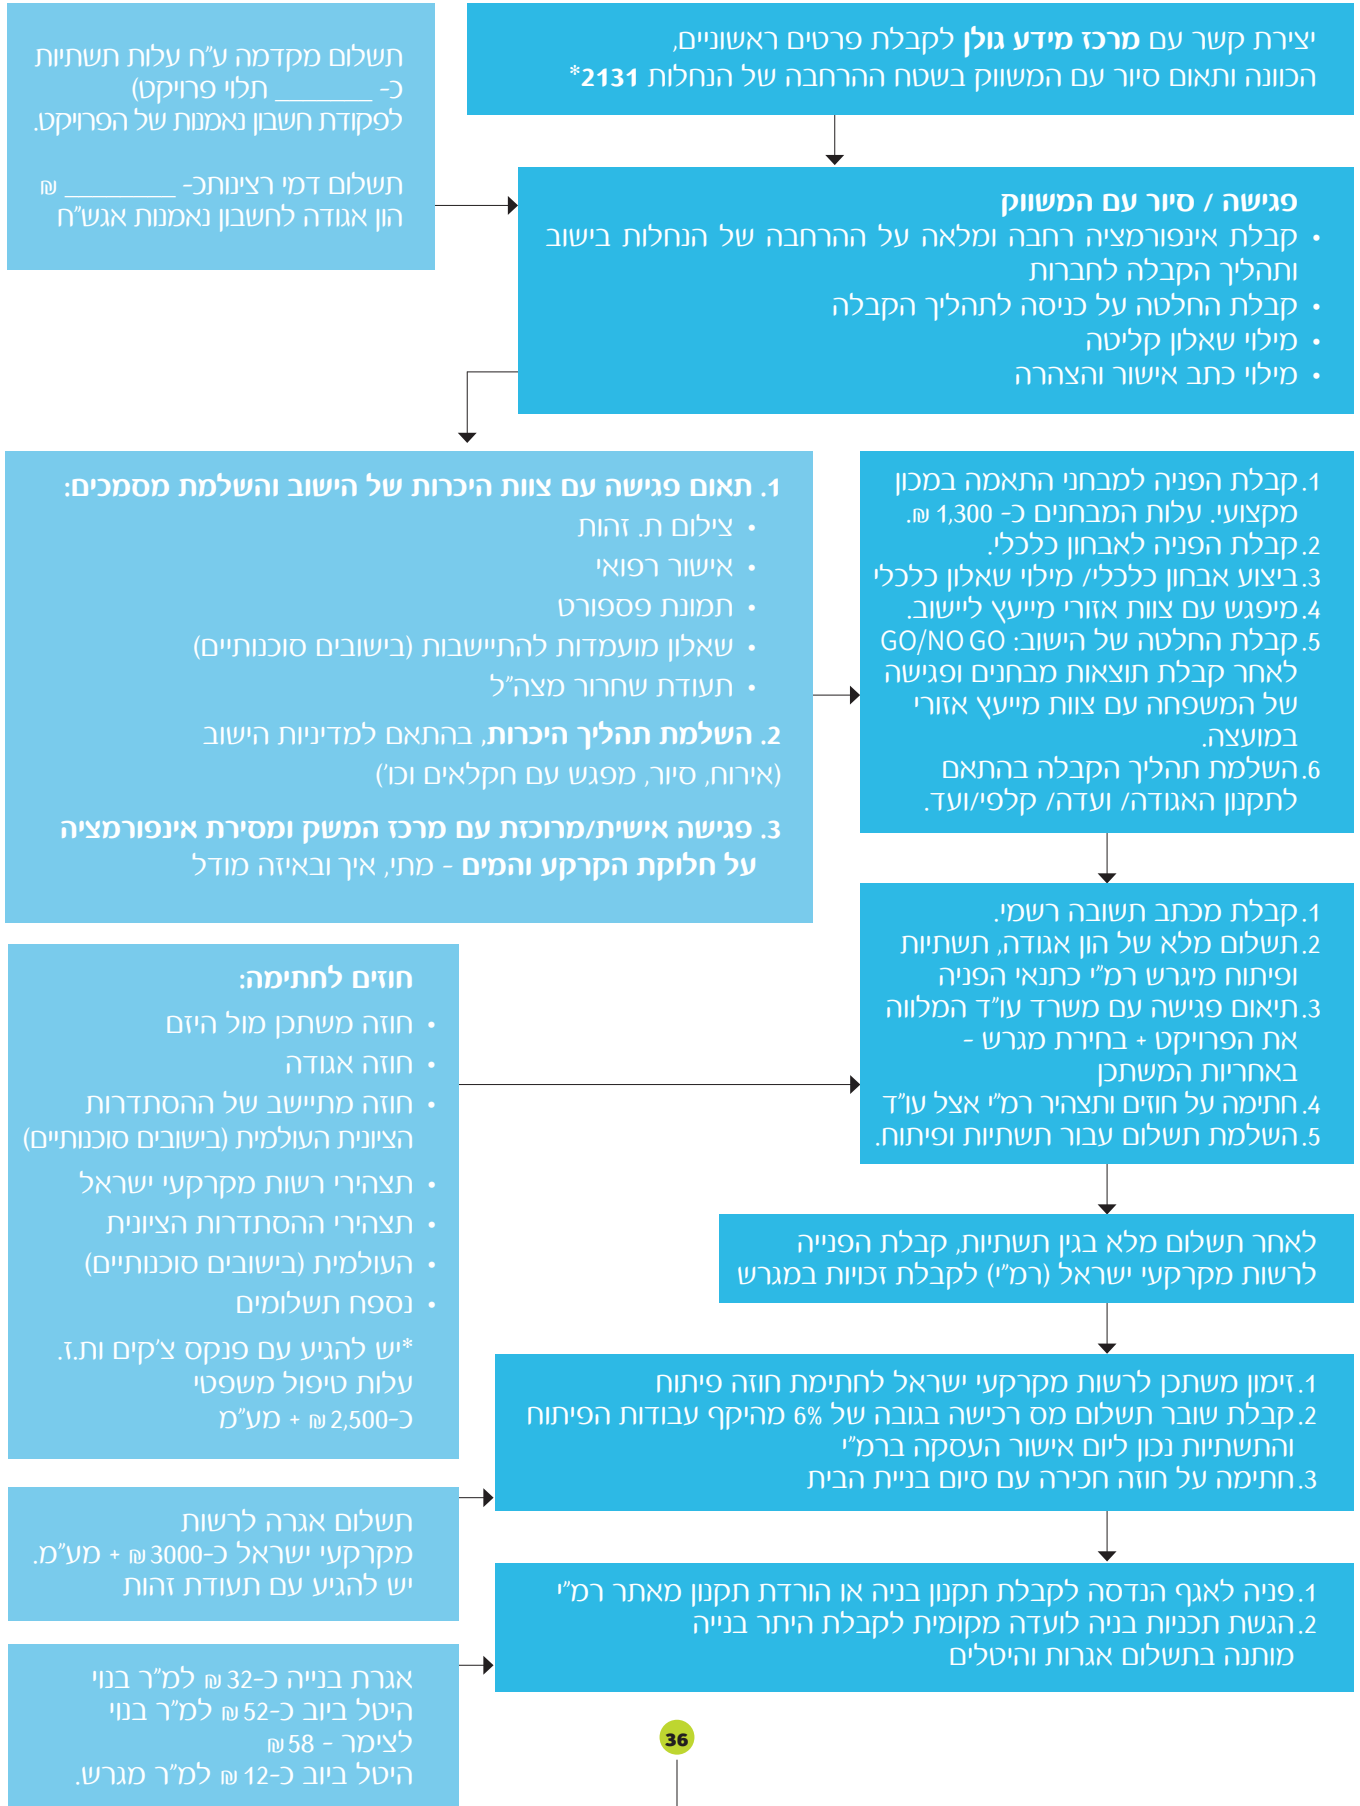 יצירת קשר עם מרכז מידע גולן לקבלת פרטים ראשוניים,
הכוונה ותאום סיור עם המשווק בשטח ההרחבה של הנחלות 2131*
תשלום מקדמה ע"ח עלות תשתיות
כ- ________ תלוי פרויקט)
לפקודת חשבון נאמנות של הפרויקט.
תשלום דמי רצינותכ- _________ ₪
הון אגודה לחשבון נאמנות אגש"ח
פגישה / סיור עם המשווק
• קבלת אינפורמציה רחבה ומלאה על ההרחבה של הנחלות בישוב
ותהליך הקבלה לחברות
• קבלת החלטה על כניסה לתהליך הקבלה
• מילוי שאלון קליטה
• מילוי כתב אישור והצהרה
1. תאום פגישה עם צוות היכרות של הישוב והשלמת מסמכים:
• צילום ת. זהות
• אישור רפואי
• תמונת פספורט
• שאלון מועמדות להתיישבות (בישובים סוכנותיים)
• תעודת שחרור מצה"ל
2. השלמת תהליך היכרות, בהתאם למדיניות הישוב
(אירוח, סיור, מפגש עם חקלאים וכו')
3. פגישה אישית/מרוכזת עם מרכז המשק ומסירת אינפורמציה
על חלוקת הקרקע והמים - מתי, איך ובאיזה מודל
1. קבלת הפניה למבחני התאמה במכון
מקצועי. עלות המבחנים כ- 1,300 ₪.
2. קבלת הפניה לאבחון כלכלי.
3. ביצוע אבחון כלכלי/ מילוי שאלון כלכלי
4. מיפגש עם צוות אזורי מייעץ ליישוב.
5. קבלת החלטה של הישוב: GO/NO GO
לאחר קבלת תוצאות מבחנים ופגישה
של המשפחה עם צוות מייעץ אזורי
במועצה.
6. השלמת תהליך הקבלה בהתאם
לתקנון האגודה/ ועדה/ קלפי/ועד.
1. קבלת מכתב תשובה רשמי.
2. תשלום מלא של הון אגודה, תשתיות
ופיתוח מיגרש רמ"י כתנאי הפניה
3. תיאום פגישה עם משרד עו"ד המלווה
את הפרויקט + בחירת מגרש -
באחריות המשתכן
4. חתימה על חוזים ותצהיר רמ"י אצל עו"ד
5. השלמת תשלום עבור תשתיות ופיתוח.
חוזים לחתימה:
• חוזה משתכן מול היזם
• חוזה אגודה
• חוזה מתיישב של ההסתדרות
הציונית העולמית (בישובים סוכנותיים)
• תצהירי רשות מקרקעי ישראל
• תצהירי ההסתדרות הציונית
• העולמית (בישובים סוכנותיים)
• נספח תשלומים
*יש להגיע עם פנקס צ'קים ות.ז.
עלות טיפול משפטי
כ-2,500 ₪ + מע"מ
לאחר תשלום מלא בגין תשתיות, קבלת הפנייה
לרשות מקרקעי ישראל (רמ"י) לקבלת זכויות במגרש
1. זימון משתכן לרשות מקרקעי ישראל לחתימת חוזה פיתוח
2. קבלת שובר תשלום מס רכישה בגובה של 6% מהיקף עבודות הפיתוח
והתשתיות נכון ליום אישור העסקה ברמ"י
3. חתימה על חוזה חכירה עם סיום בניית הבית
תשלום אגרה לרשות
מקרקעי ישראל כ-3000 ₪ + מע"מ.
יש להגיע עם תעודת זהות
1. פניה לאגף הנדסה לקבלת תקנון בניה או הורדת תקנון מאתר רמ"י
2. הגשת תכניות בניה לועדה מקומית לקבלת היתר בנייה
מותנה בתשלום אגרות והיטלים
אגרת בנייה כ-32 ₪ למ"ר בנוי
היטל ביוב כ-52 ₪ למ"ר בנוי
לצימר - 58 ₪
היטל ביוב כ-12 ₪ למ"ר מגרש.
36